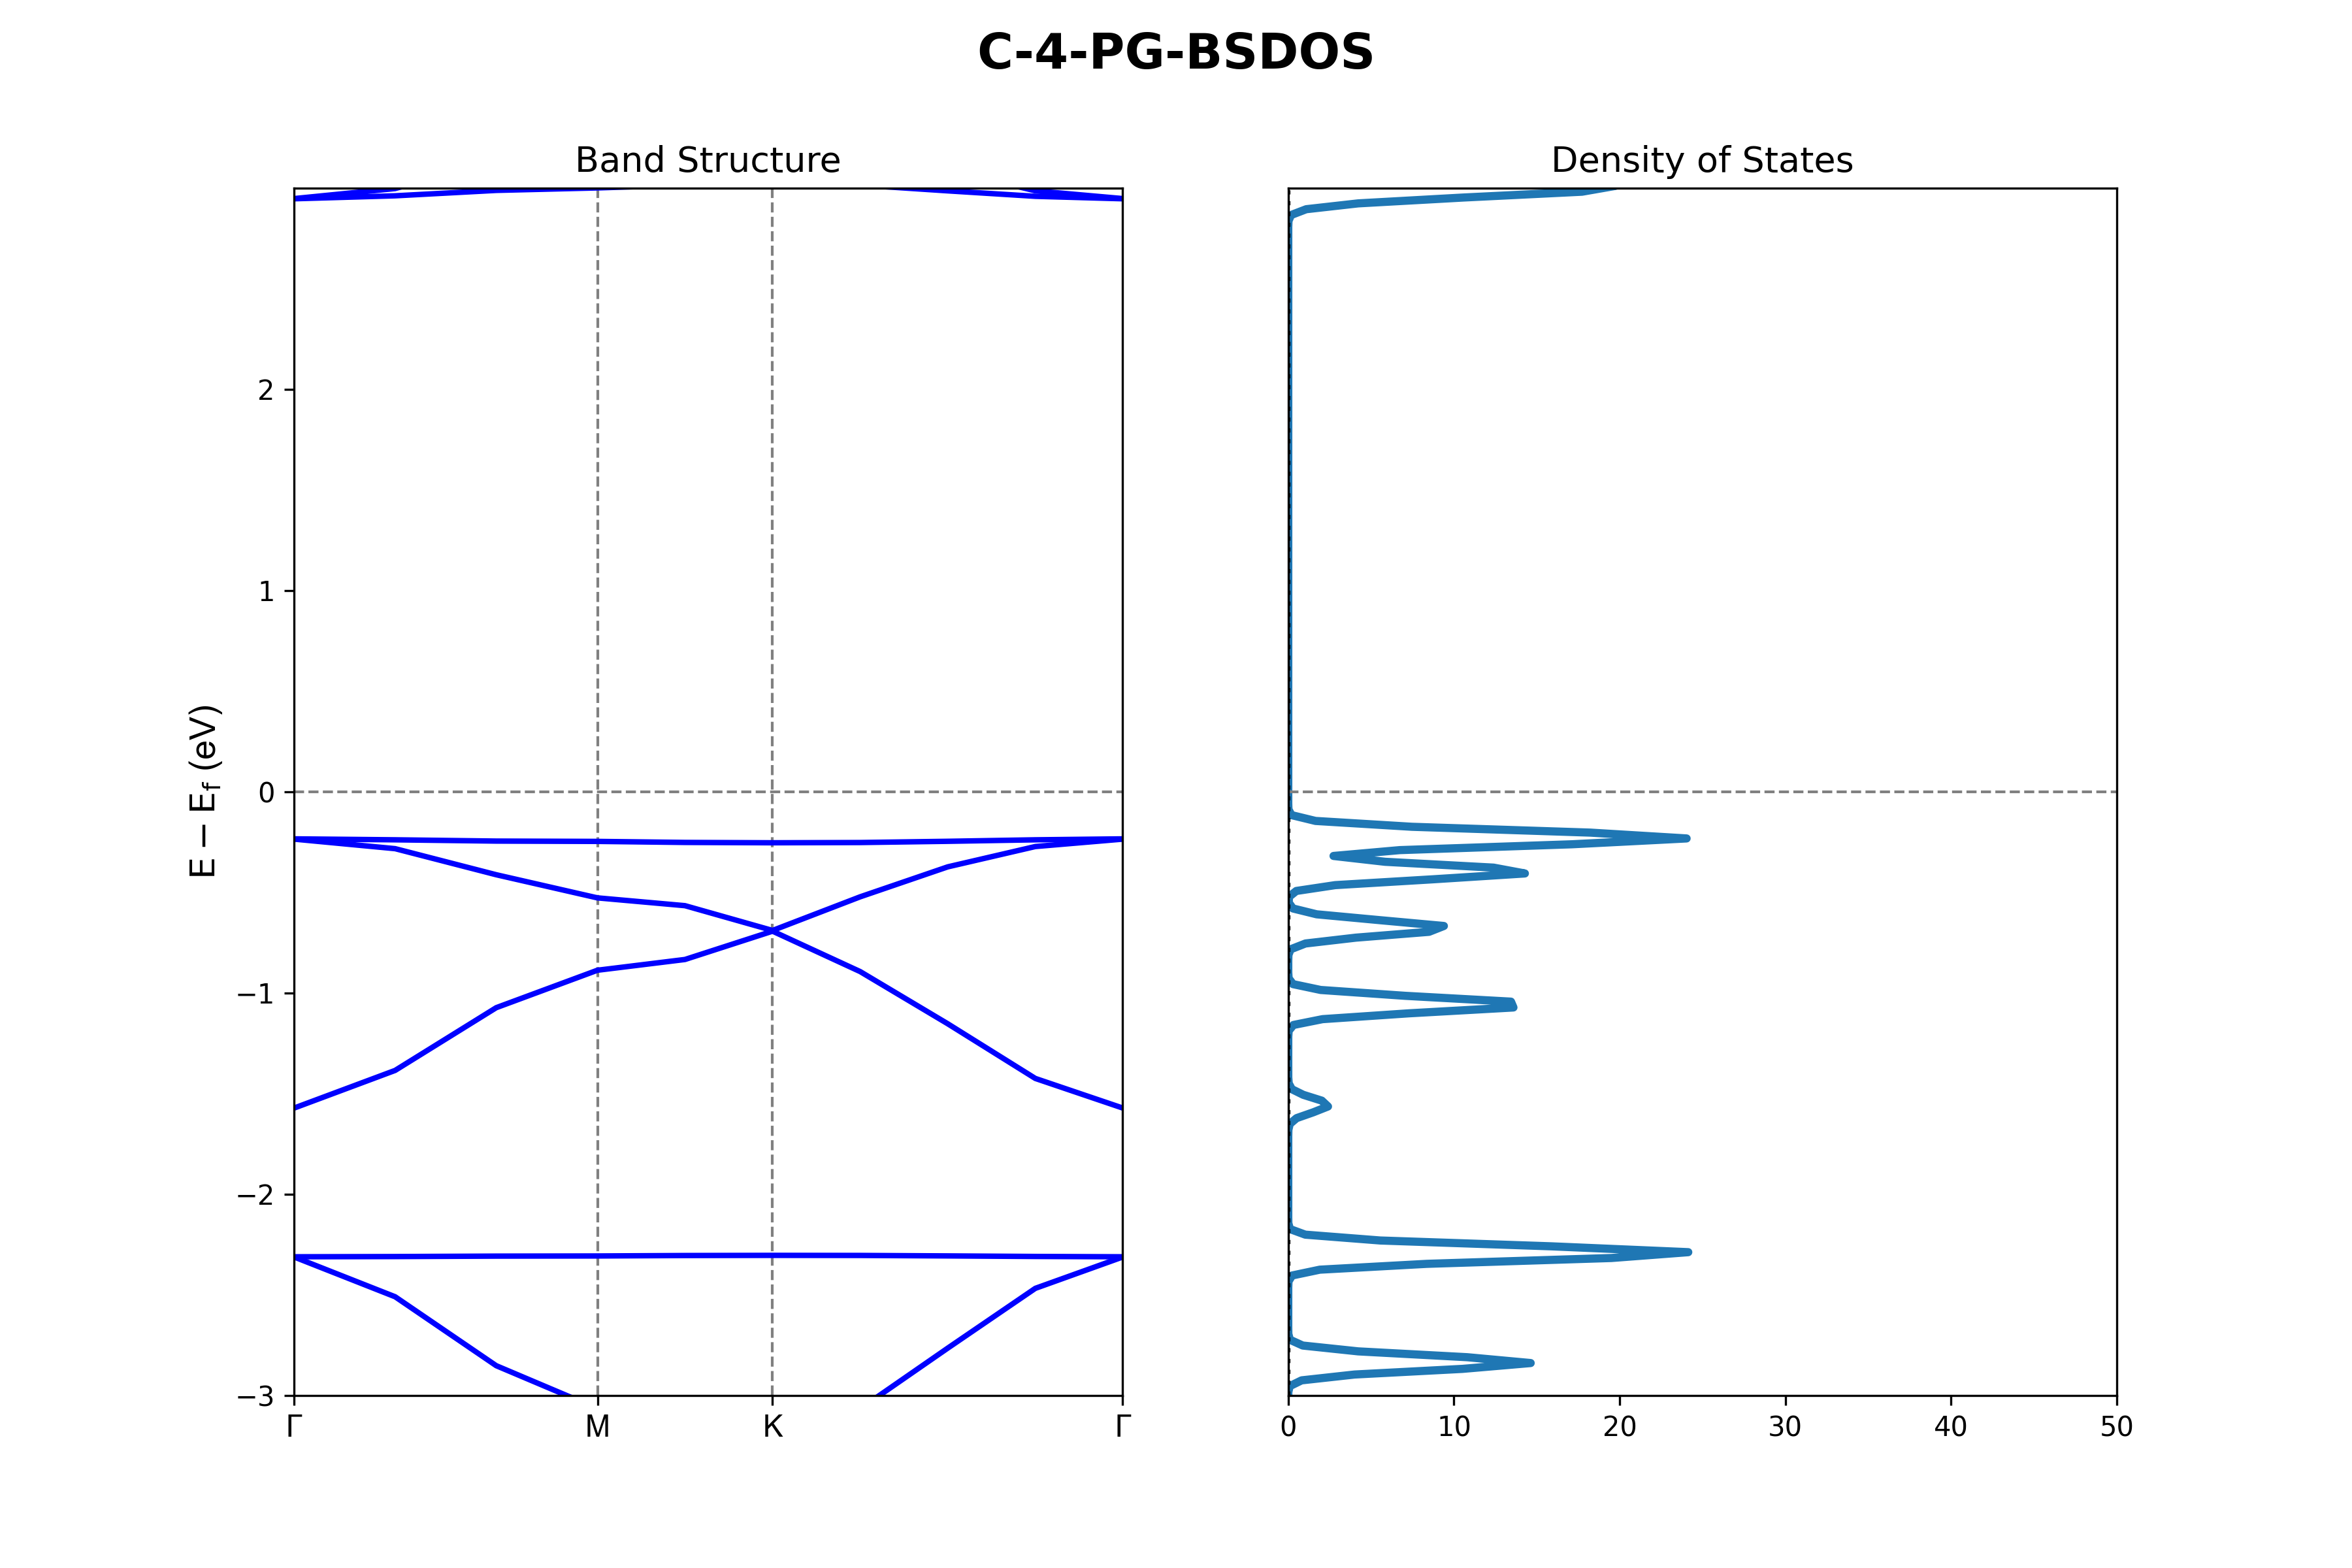 C-4-PG-BSDOS
Band Structure
Density of States
E − E_f (eV)
2
1
0
−1
−2
−3
Γ
M
K
Γ
0
10
20
30
40
50